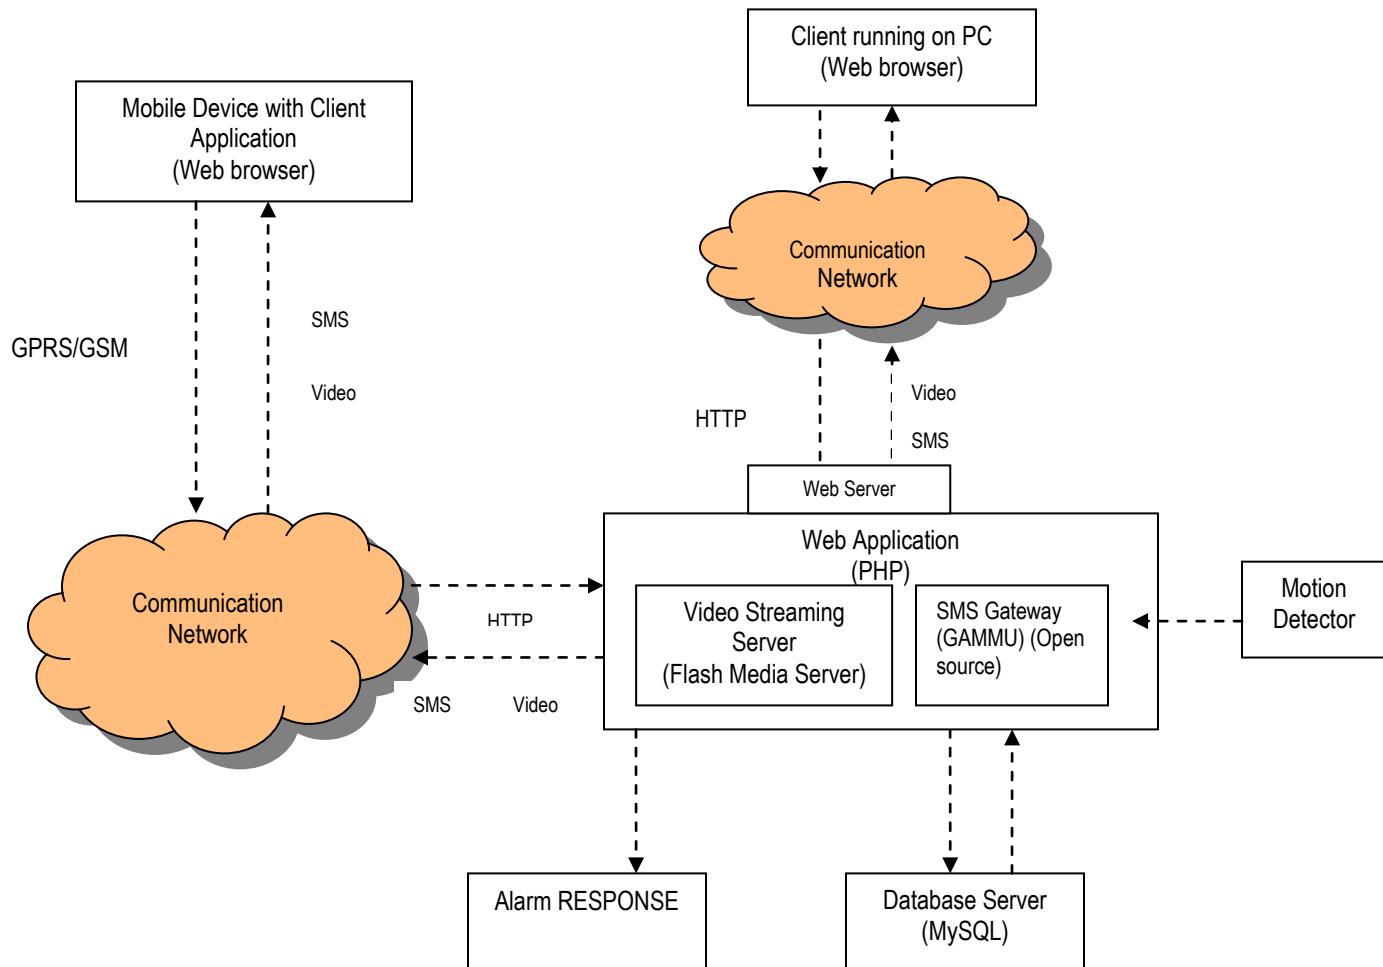 Client running on PC
(Web browser)
Mobile Device with Client
Application
(Web browser)
Communication
Network
SMS
GPRS/GSM
Video
Video
HTTP
SMS
Web Server
Web Application
(PHP)
Communication
Network
HTTP
Video Streaming
Server
(Flash Media Server)
SMS Gateway
(GAMMU) (Open
source)
Motion
Detector
SMS
Video
Alarm RESPONSE
Database Server
(MySQL)